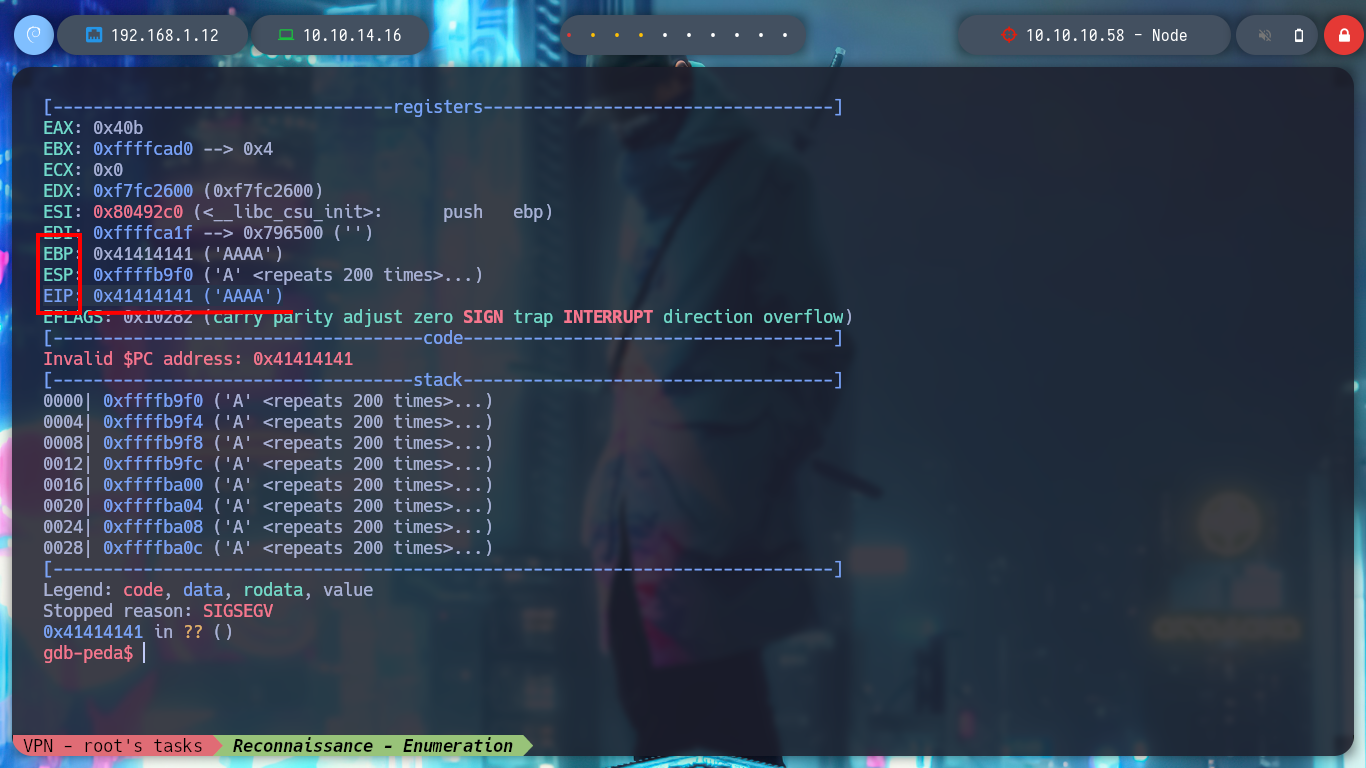 192.168.1.12
10.10.14.16
10.10.10.58 - Node
[----------------------------------registers-----------------------------------]
EAX: 0x40b
EBX: 0xffffcad0 --> 0x4
ECX: 0x0
EDX: 0xf7fc2600 (0xf7fc2600)
ESI: 0x80492c0 (<__libc_csu_init>:      push   ebp)
EDI: 0xffffca1f --> 0x796500 ('')
EBP: 0x41414141 ('AAAA')
ESP: 0xffffb9f0 ('A' <repeats 200 times>...)
EIP: 0x41414141 ('AAAA')
EFLAGS: 0x10282 (carry parity adjust zero SIGN trap INTERRUPT direction overflow)
[-------------------------------------code-------------------------------------]
Invalid $PC address: 0x41414141
[------------------------------------stack-------------------------------------]
0000| 0xffffb9f0 ('A' <repeats 200 times>...)
0004| 0xffffb9f4 ('A' <repeats 200 times>...)
0008| 0xffffb9f8 ('A' <repeats 200 times>...)
0012| 0xffffb9fc ('A' <repeats 200 times>...)
0016| 0xffffba00 ('A' <repeats 200 times>...)
0020| 0xffffba04 ('A' <repeats 200 times>...)
0024| 0xffffba08 ('A' <repeats 200 times>...)
0028| 0xffffba0c ('A' <repeats 200 times>...)
[------------------------------------------------------------------------------]
Legend: code, data, rodata, value
Stopped reason: SIGSEGV
0x41414141 in ?? ()
gdb-peda$
VPN - root's tasks
Reconnaissance - Enumeration